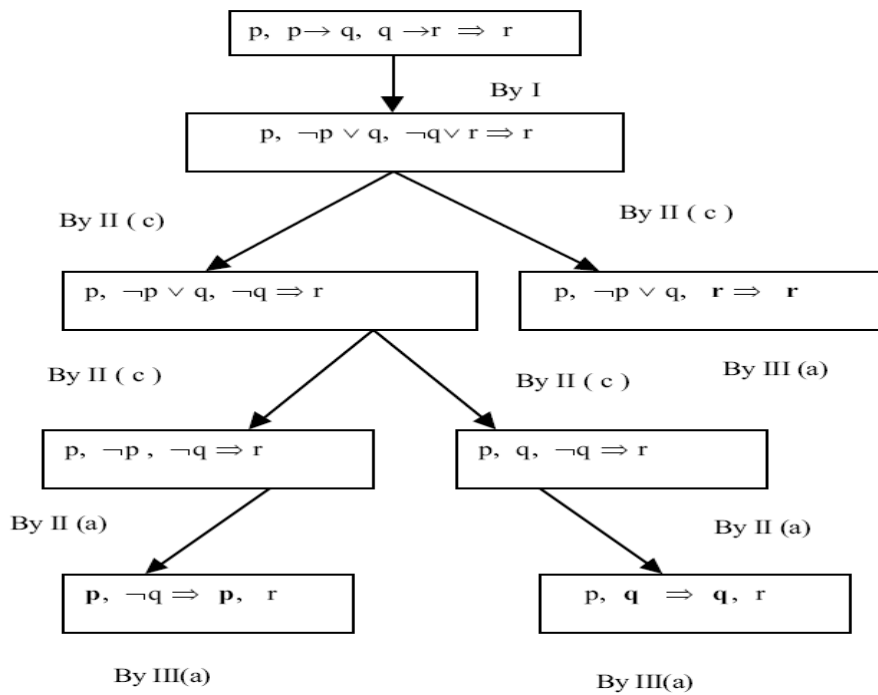 p, p→ q, q →r ⇒ r
By I
p, ¬p ∨ q, ¬q∨ r ⇒ r
By II ( c)
By II ( c )
p, ¬p ∨ q, ¬q ⇒ r
p, ¬p ∨ q, r ⇒ r
By II ( c )
By II ( c )
By III (a)
p, ¬p , ¬q ⇒ r
p, q, ¬q ⇒ r
By II (a)
By II (a)
p, ¬q ⇒ p, r
p, q ⇒ q, r
By III(a)
By III(a)